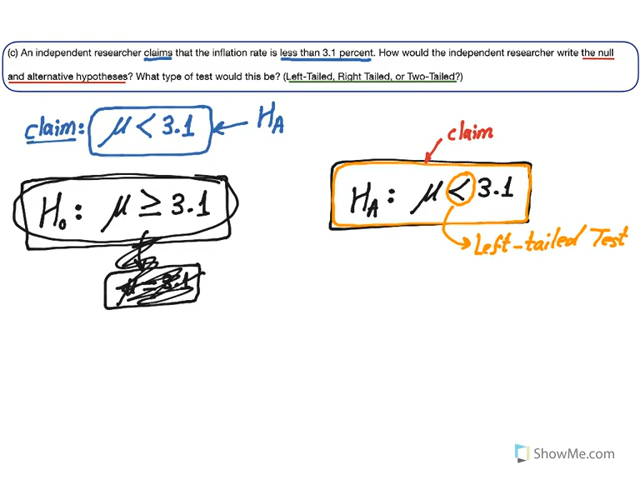 (c) An independent researcher claims that the inflation rate is less than 3.1 percent. How would the independent researcher write the null
and alternative hypotheses? What type of test would this be? (Left-Tailed, Right Tailed, or Two-Tailed?)
claim: μ < 3.1 ← HA
claim
H₀: μ ≥ 3.1
HA: μ < 3.1
Left-tailed Test
ShowMe.com